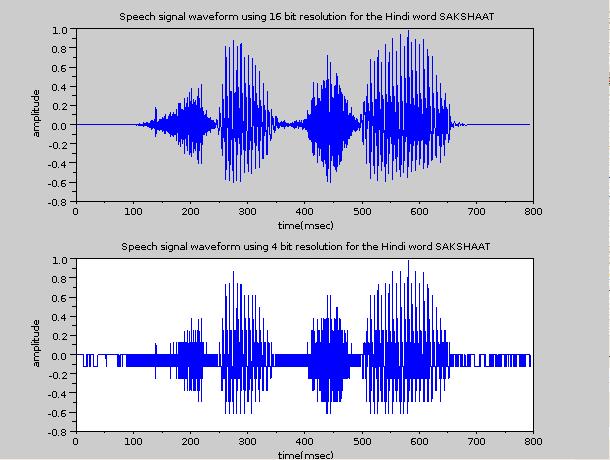 Speech signal waveform using 16 bit resolution for the Hindi word SAKSHAAT
1.0
0.8
0.6
0.4
0.2
0.0
-0.2
-0.4
-0.6
-0.8
amplitude
0 100 200 300 400 500 600 700 800
time(msec)
Speech signal waveform using 4 bit resolution for the Hindi word SAKSHAAT
1.0
0.8
0.6
0.4
0.2
0.0
-0.2
-0.4
-0.6
-0.8
amplitude
0 100 200 300 400 500 600 700 800
time(msec)